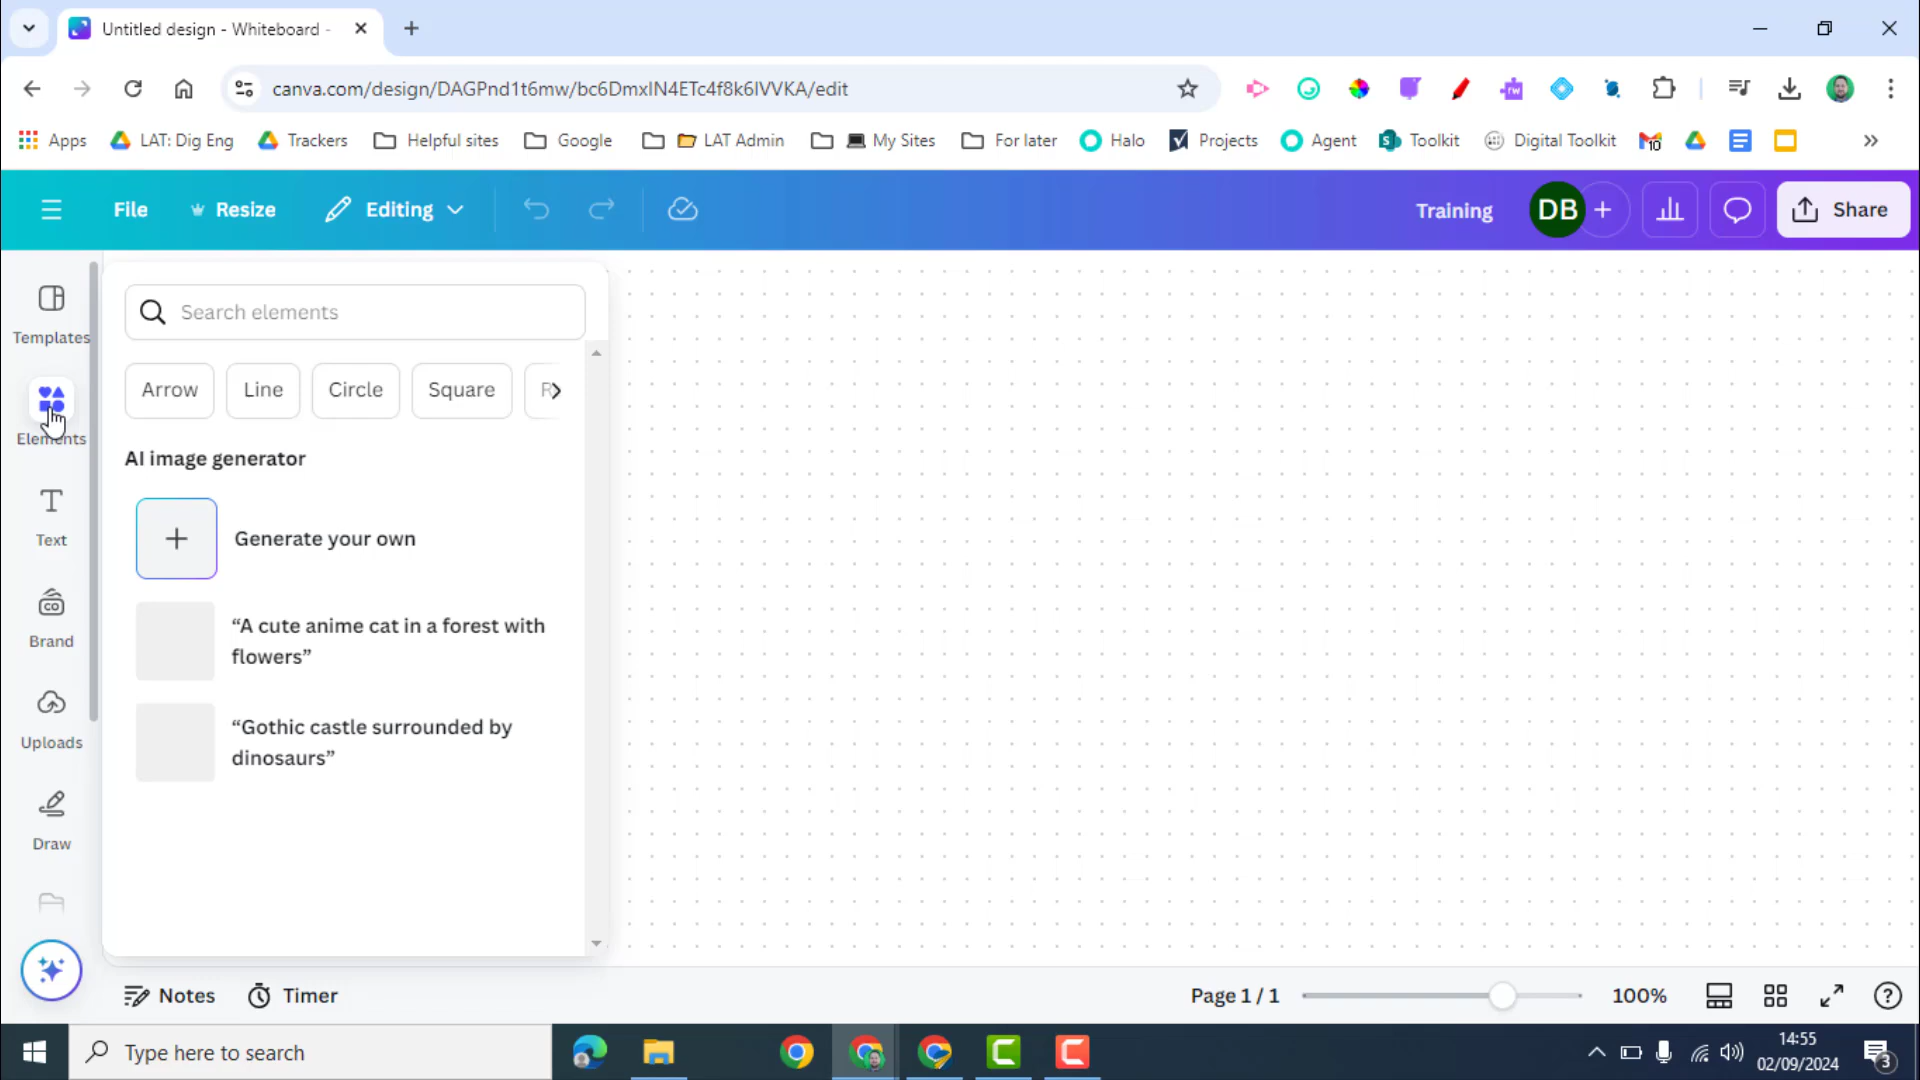 Untitled design - Whiteboard -
canva.com/design/DAGPnd1t6mw/bc6DmxIN4ETc4f8k6IVVKA/edit
Apps LAT: Dig Eng Trackers Helpful sites Google LAT Admin My Sites For later Halo Projects Agent Toolkit Digital Toolkit 10
File Resize Editing Training DB Share
Search elements
Templates
Arrow Line Circle Square
Elements
AI image generator
Text
Generate your own
CO
Brand
“A cute anime cat in a forest with
flowers”
Uploads
“Gothic castle surrounded by
dinosaurs”
Draw
Notes Timer Page 1 / 1 100%
Type here to search
14:55
02/09/2024
3